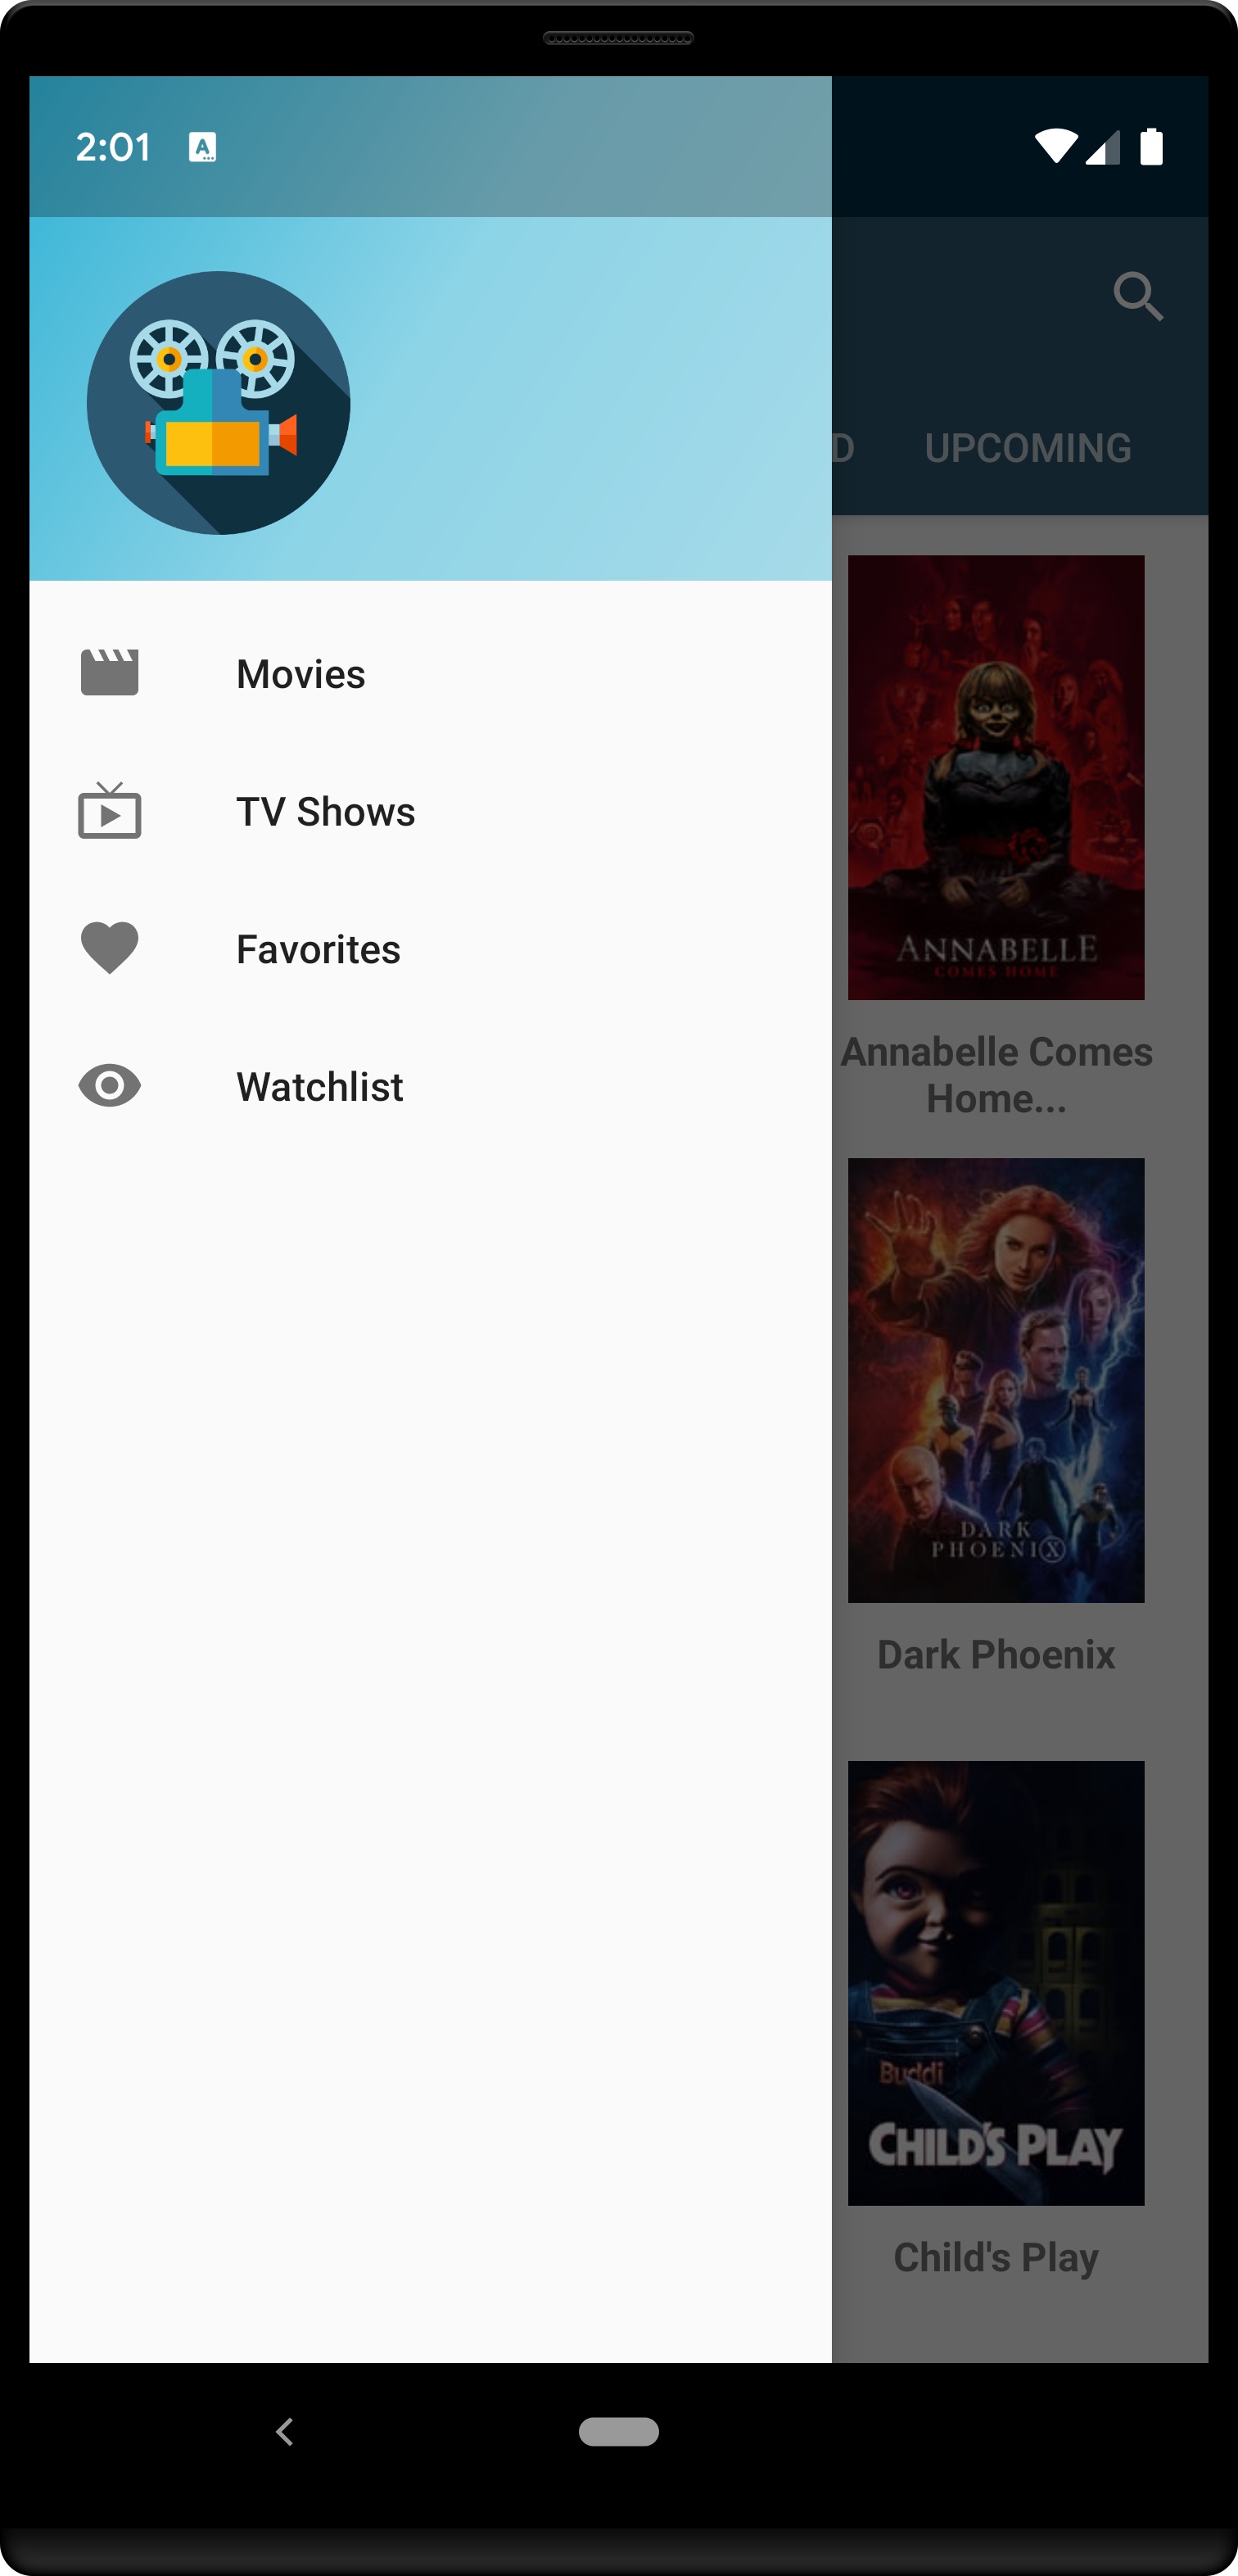 2:01
A
D UPCOMING
Movies
TV Shows
Favorites
Watchlist
ANNABELLE
COMES HOME
Annabelle Comes
Home...
DARK
PHOENIX
Dark Phoenix
Buddi
CHILD'S PLAY
Child's Play